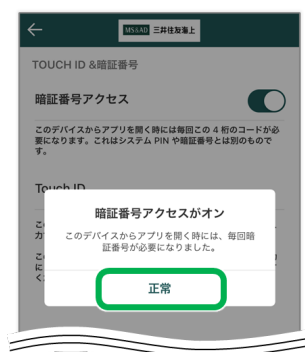 MS&AD 三井住友海上
TOUCH ID &暗証番号
暗証番号アクセス
このデバイスからアプリを開く時には毎回この 4 桁のコードが必
要になります。これはシステム PIN や暗証番号とは別のもので
す。
Touch ID
暗証番号アクセスがオン
このデバイスからアプリを開く時には、毎回暗
証番号が必要になりました。
正常